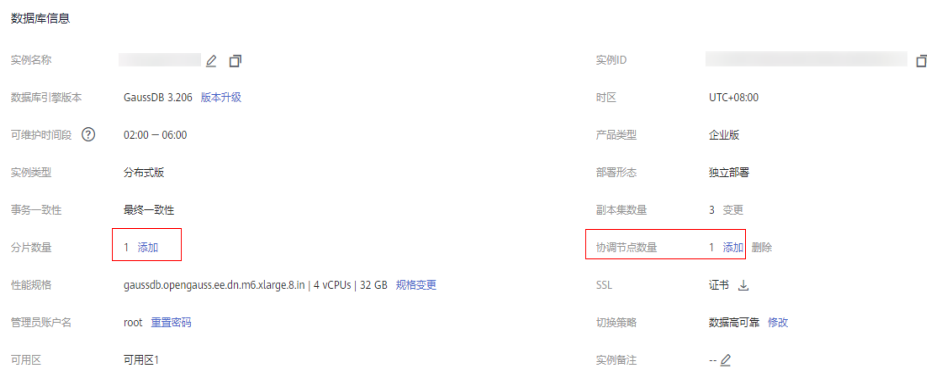 数据库信息
实例名称
实例ID
数据库引擎版本 GaussDB 3.206 版本升级
时区 UTC+08:00
可维护时间段 ? 02:00 — 06:00
产品类型 企业版
实例类型 分布式版
部署形态 独立部署
事务一致性 最终一致性
副本集数量 3 变更
分片数量 1 添加
协调节点数量 1 添加 删除
性能规格 gaussdb.opengauss.ee.dn.m6.xlarge.8.in | 4 vCPUs | 32 GB 规格变更
SSL 证书
管理员账户名 root 重置密码
切换策略 数据高可靠 修改
可用区 可用区1
实例备注 --